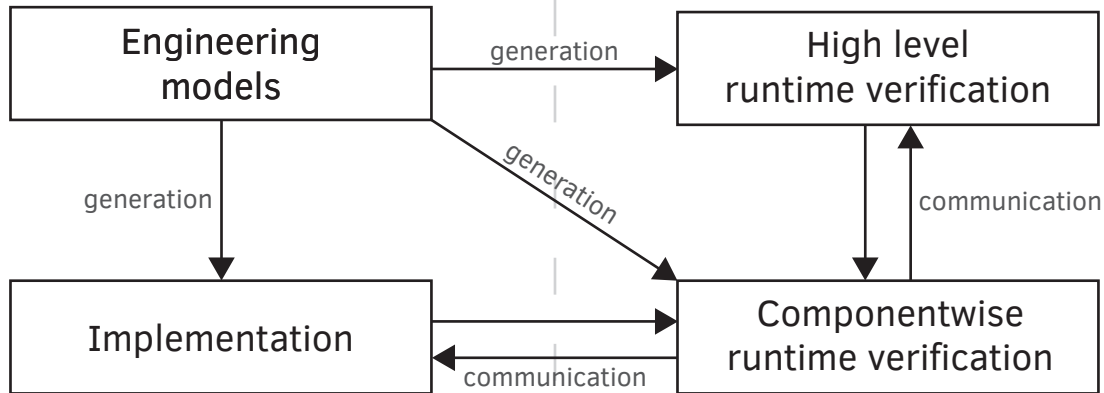 Engineering
models
generation
High level
runtime verification
generation
generation
communication
Implementation
communication
Componentwise
runtime verification